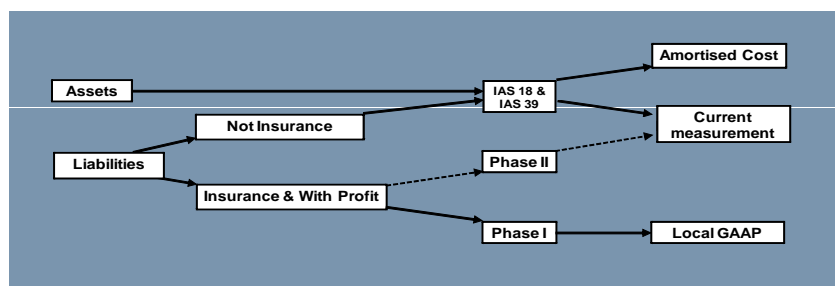 Amortised Cost
Assets
IAS 18 &
IAS 39
Not Insurance
Current
measurement
Liabilities
Phase II
Insurance & With Profit
Phase I
Local GAAP